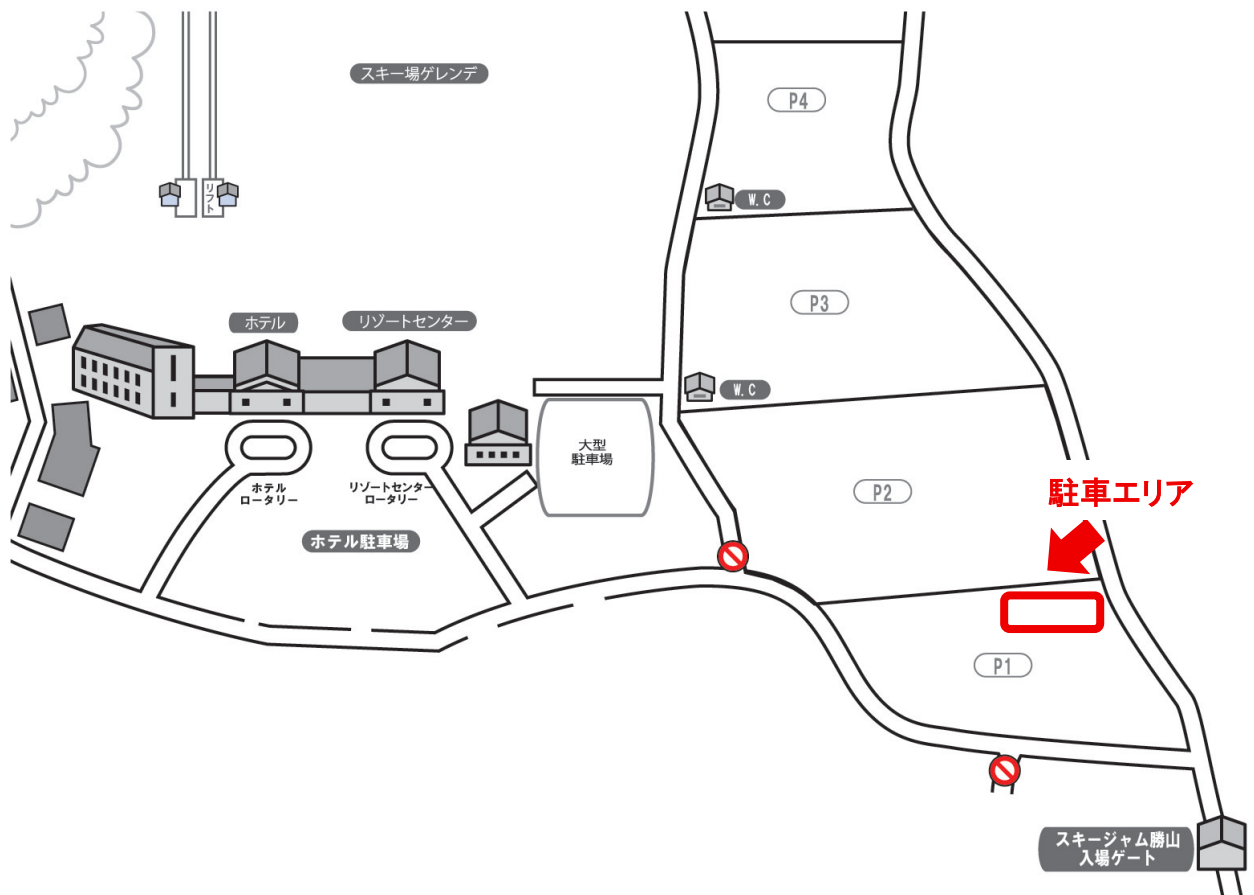 スキー場ゲレンデ
P4
リフト
W.C
P3
ホテル
リゾートセンター
W.C
大型
駐車場
ホテル
ロータリー
リゾートセンター
ロータリー
P2
駐車エリア
ホテル駐車場
P1
スキージャム勝山
入場ゲート